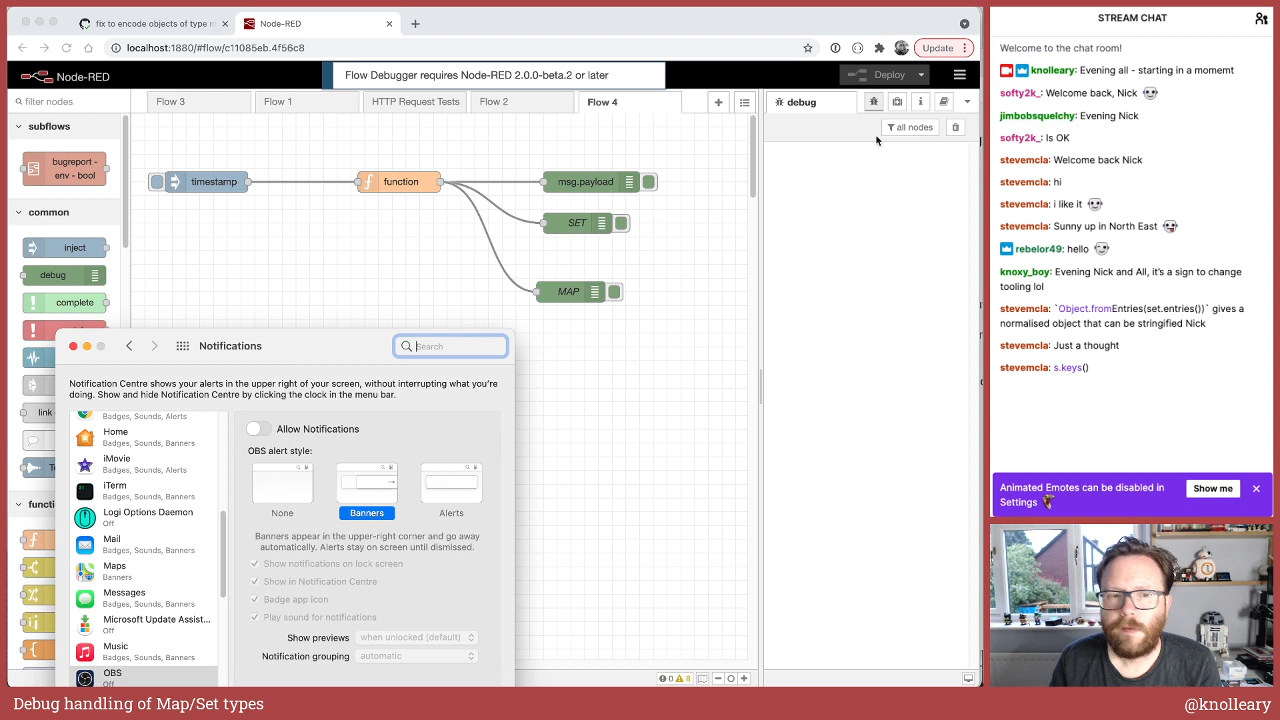 fix to encode objects of type m
Node-RED
localhost:1880/#flow/c11085eb.4f56c8
Update
Node-RED
Flow Debugger requires Node-RED 2.0.0-beta.2 or later
Deploy
filter nodes
Flow 3
Flow 1
HTTP Request Tests
Flow 2
Flow 4
debug
all nodes
subflows
bugreport -
env - bool
common
inject
debug
complete
link
functi
timestamp
function
msg.payload
SET
MAP
Notifications
Search
Notification Centre shows your alerts in the upper right of your screen, without interrupting what you're
doing. Show and hide Notification Centre by clicking the clock in the menu bar.
Badges, Sounds, Alerts
Home
Badges, Sounds, Banners
iMovie
Badges, Sounds, Alerts
iTerm
Badges, Sounds, Banners
Logi Options Daemon
Off
Mail
Badges, Sounds, Banners
Maps
Banners
Messages
Badges, Sounds, Banners
Microsoft Update Assist...
Off
Music
Badges, Sounds, Banners
OBS
Off
Allow Notifications
OBS alert style:
None
Banners
Alerts
Banners appear in the upper-right corner and go away
automatically. Alerts stay on screen until dismissed.
Show notifications on lock screen
Show in Notification Centre
Badge app icon
Play sound for notifications
Show previews
when unlocked (default)
Notification grouping
automatic
0
8
STREAM CHAT
Welcome to the chat room!
knolleary: Evening all - starting in a momemt
softy2k_: Welcome back, Nick
jimbobsquelchy: Evening Nick
softy2k_: Is OK
stevemcla: Welcome back Nick
stevemcla: hi
stevemcla: i like it
stevemcla: Sunny up in North East
rebelor49: hello
knoxy_boy: Evening Nick and All, it's a sign to change
tooling lol
stevemcla: `Object.fromEntries(set.entries())` gives a
normalised object that can be stringified Nick
stevemcla: Just a thought
stevemcla: s.keys()
Animated Emotes can be disabled in
Settings
Show me
Debug handling of Map/Set types
@knolleary